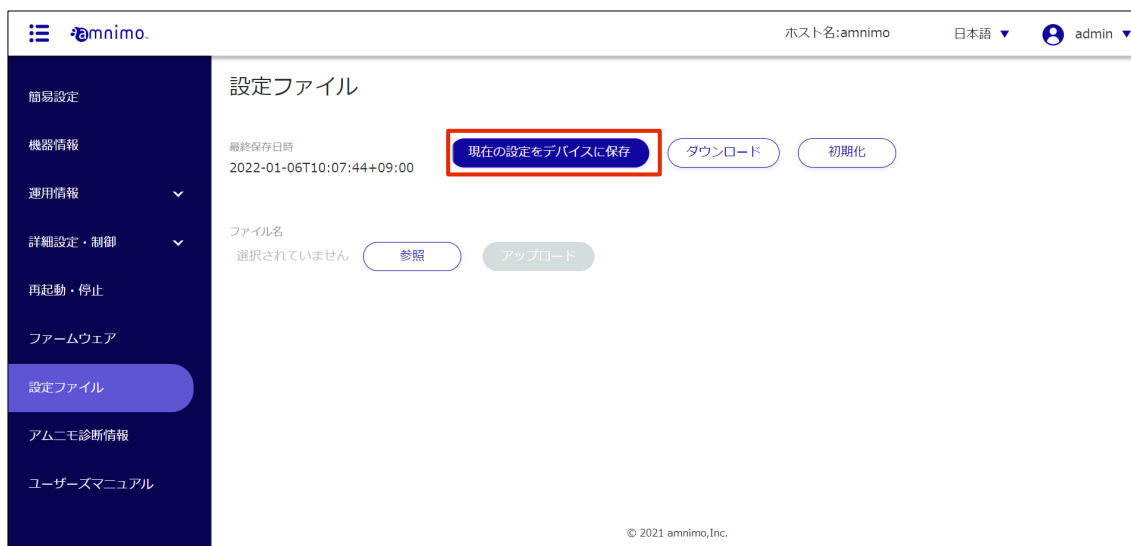 amnimo
ホスト名:amnimo
日本語 ▼
admin ▼
簡易設定
機器情報
運用情報
詳細設定・制御
再起動・停止
ファームウェア
設定ファイル
アムニモ診断情報
ユーザーズマニュアル
設定ファイル
最終保存日時
2022-01-06T10:07:44+09:00
現在の設定をデバイスに保存
ダウンロード
初期化
ファイル名
選択されていません
参照
アップロード
© 2021 amnimo,Inc.